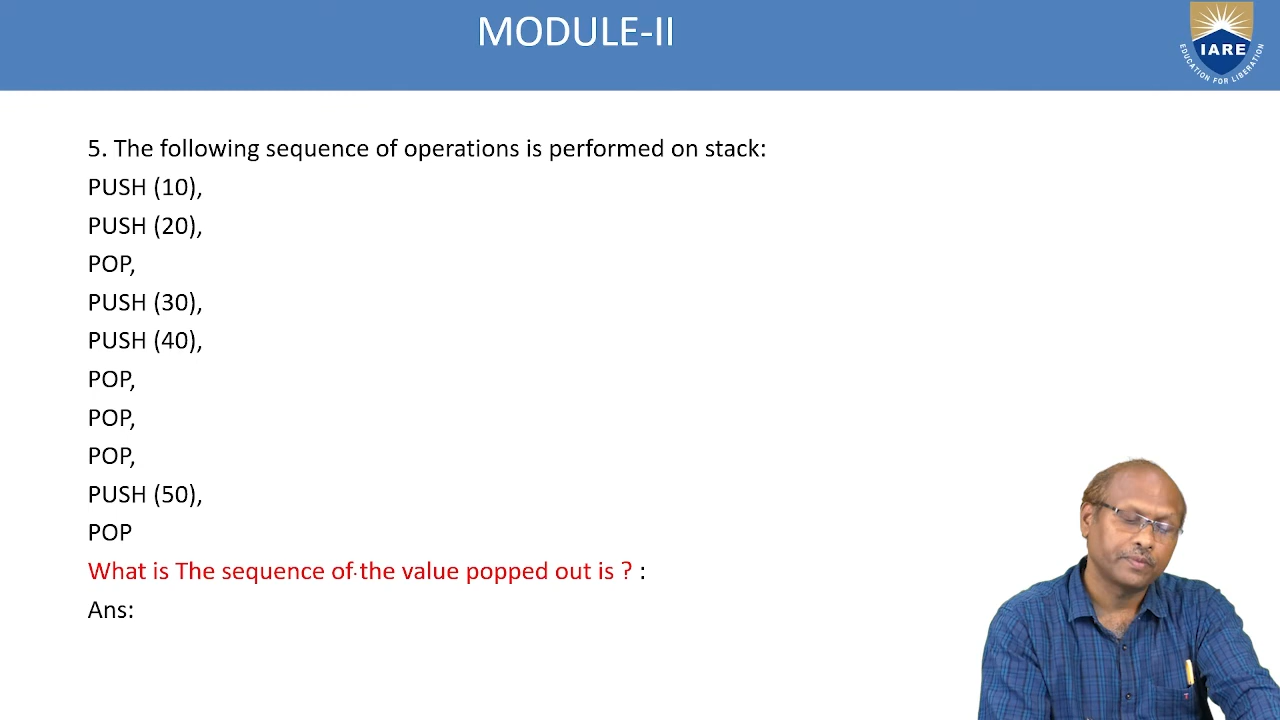 MODULE-II
IARE
EDUCATION FOR LIBERATION
5. The following sequence of operations is performed on stack:
PUSH (10),
PUSH (20),
POP,
PUSH (30),
PUSH (40),
POP,
POP,
POP,
PUSH (50),
POP
What is The sequence of the value popped out is ? :
Ans: